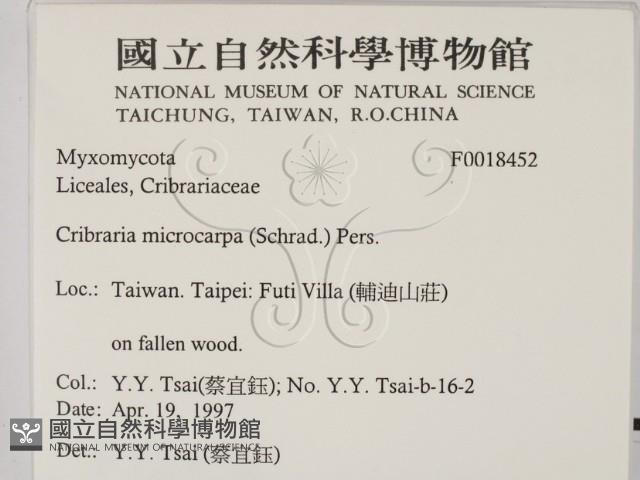 國立自然科學博物館
NATIONAL MUSEUM OF NATURAL SCIENCE
TAICHUNG, TAIWAN, R.O.CHINA
Myxomycota F0018452
Liceales, Cribrariaceae
Cribraria microcarpa (Schrad.) Pers.
Loc.: Taiwan. Taipei: Futi Villa (輔迪山莊)
on fallen wood.
Col.: Y.Y. Tsai(蔡宜鈺); No. Y.Y. Tsai-b-16-2
Date: Apr. 19, 1997
國立自然科學博物館
NATIONAL MUSEUM OF NATURAL SCIENCE
Det.: Y.Y. Tsai (蔡宜鈺)